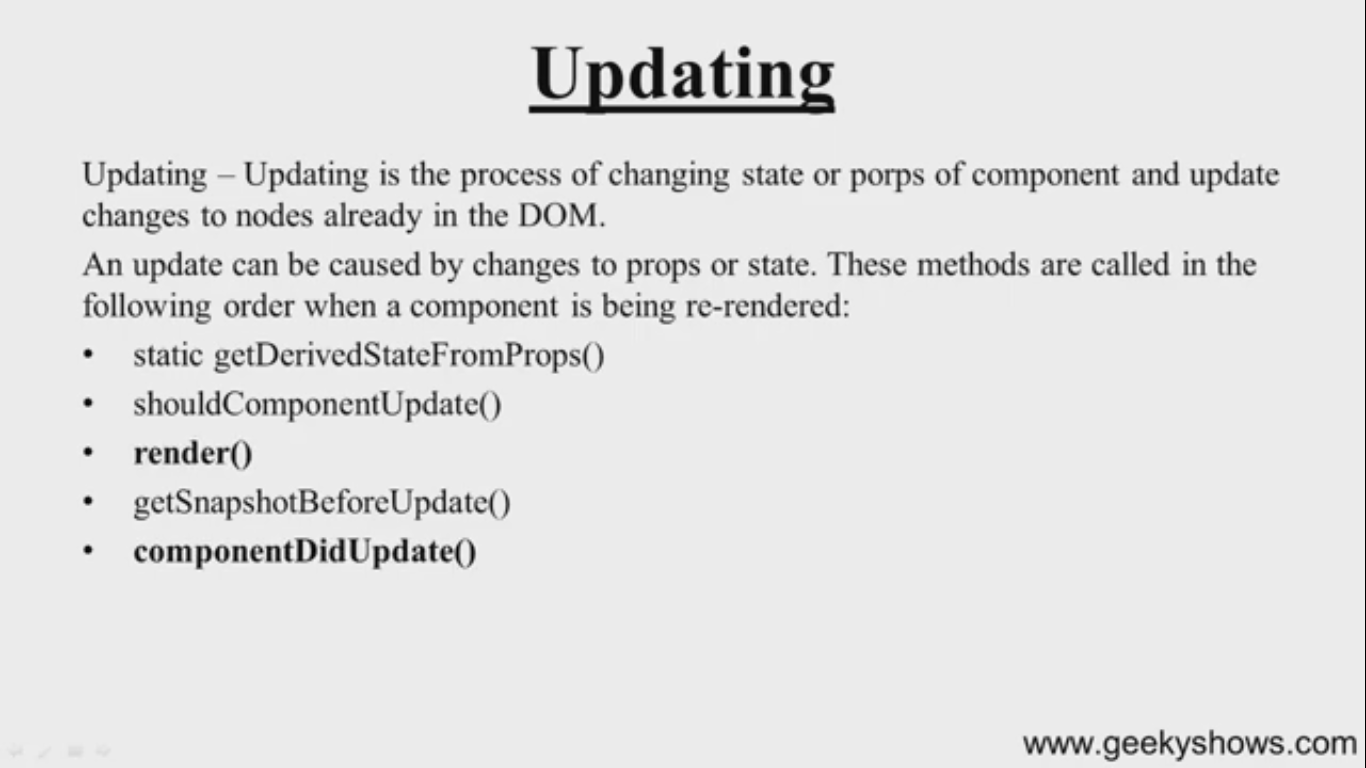 Updating
Updating – Updating is the process of changing state or porps of component and update
changes to nodes already in the DOM.
An update can be caused by changes to props or state. These methods are called in the
following order when a component is being re-rendered:
• static getDerivedStateFromProps()
• shouldComponentUpdate()
• render()
• getSnapshotBeforeUpdate()
• componentDidUpdate()
www.geekyshows.com